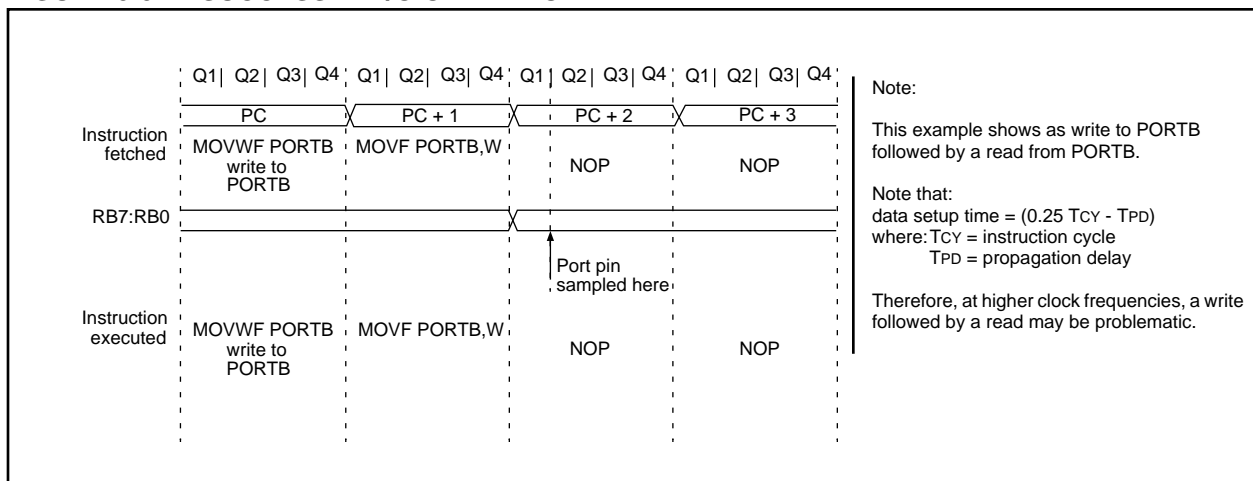 Q1| Q2| Q3| Q4 Q1| Q2| Q3| Q4 Q1| Q2| Q3| Q4 Q1| Q2| Q3| Q4
PC PC + 1 PC + 2 PC + 3
Instruction
fetched
MOVWF PORTB
write to
PORTB
MOVF PORTB,W
NOP
NOP
RB7:RB0
Port pin
sampled here
Instruction
executed
MOVWF PORTB
write to
PORTB
MOVF PORTB,W
NOP
NOP
Note:
This example shows as write to PORTB
followed by a read from PORTB.
Note that:
data setup time = (0.25 TCY - TPD)
where: TCY = instruction cycle
TPD = propagation delay
Therefore, at higher clock frequencies, a write
followed by a read may be problematic.